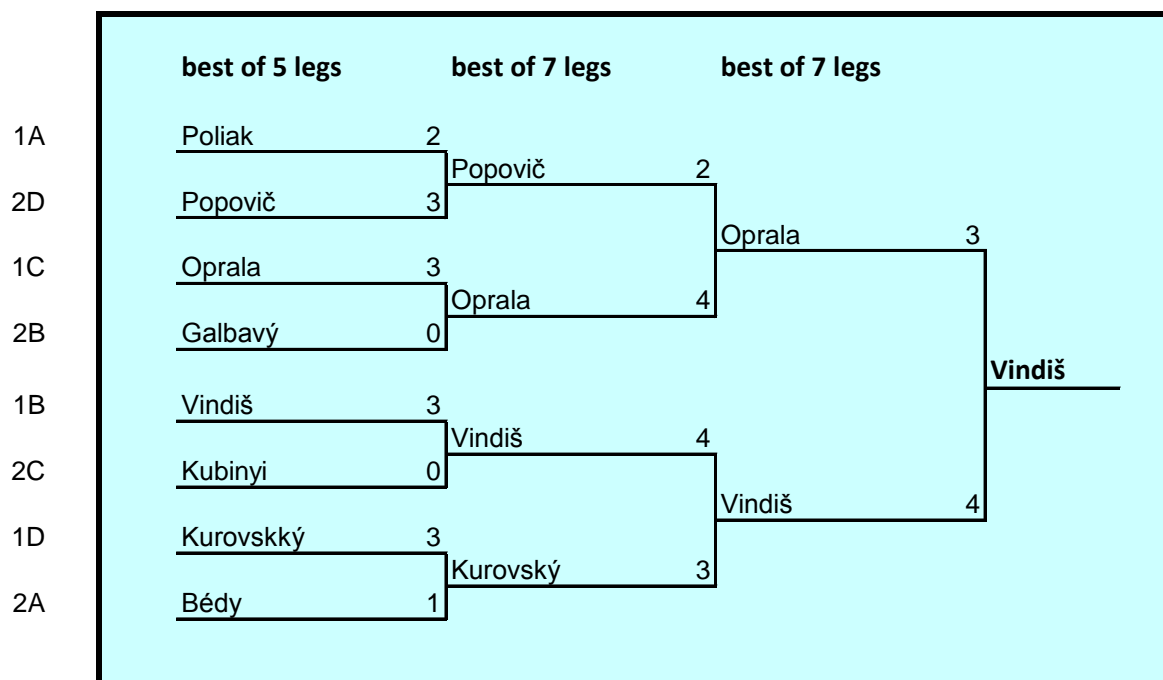 best of 5 legs best of 7 legs best of 7 legs
1A Poliak 2
Popovič 2
2D Popovič 3
Oprala 3
1C Oprala 3
Oprala 4
2B Galbavý 0
Vindiš
1B Vindiš 3
Vindiš 4
2C Kubinyi 0
Vindiš 4
1D Kurovskký 3
Kurovský 3
2A Bédy 1